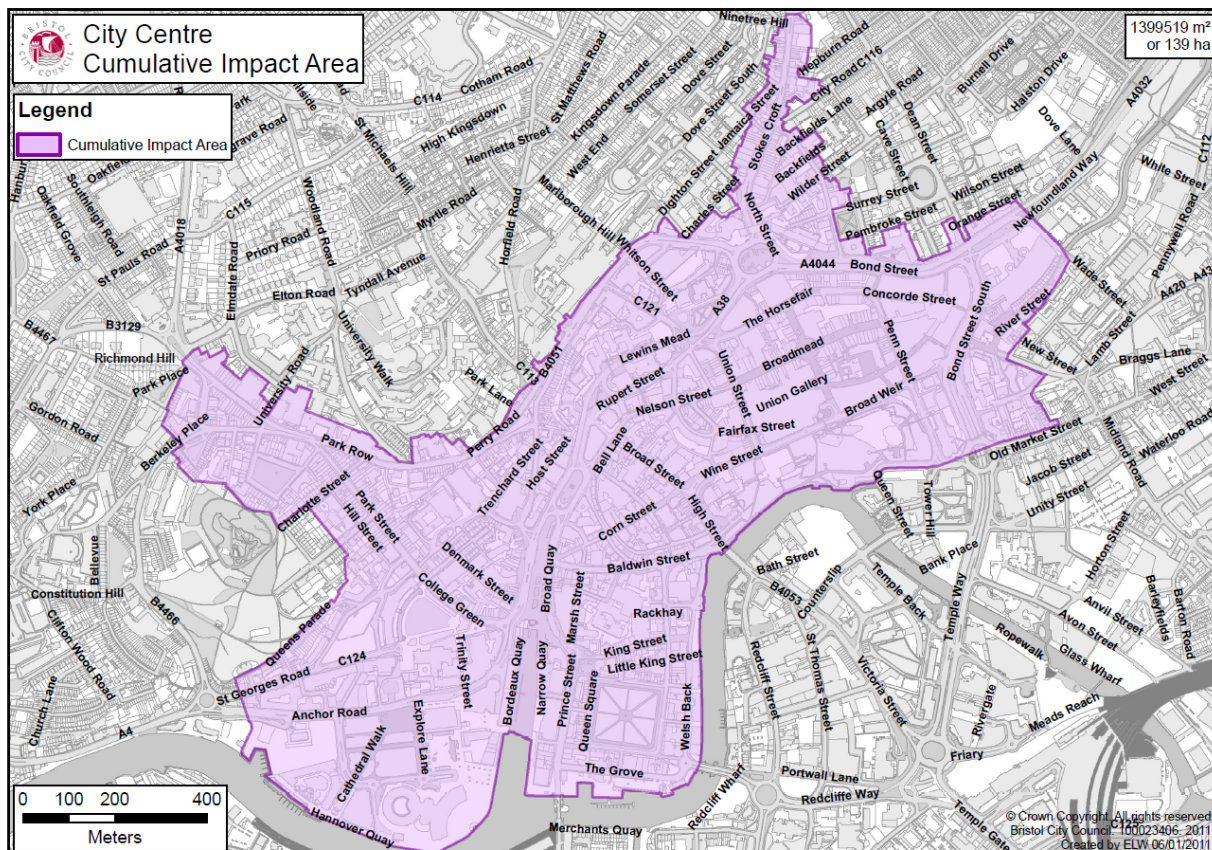 BRISTOL
CITY COUNCIL
City Centre
Cumulative Impact Area
1399519 m²
or 139 ha
Legend
Cumulative Impact Area
Ninetree Hill
Hepburn Road
City Road
C116
Burnell Drive
Halston Drive
A4032
Cotham Road
C114
St Matthews Road
Kingsdown Parade
Somerset Street
Dove Street
Dove Street South
Jamaica Street
Stokes Croft
Backfields Lane
Argyle Road
Dean Street
Dove Lane
C112
St Michaels Hill
High Kingsdown
Henrietta Street
West End
Dighton Street
Backfields
Cave Street
White Street
Oakfield Grove
Southleigh Road
C115
Woodland Road
Myrtle Road
Horfield Road
Marlborough Hill
Charles Street
Wilder Street
Surrey Street
Wilson Street
Newfoundland Way
Pennywell Road
St Pauls Road
A4018
Priory Road
North Street
Pembroke Street
Orange Street
Elmdale Road
Tyndall Avenue
Whitson Street
A4044
Bond Street
Wade Street
Elton Road
C121
A38
The Horsefair
Concorde Street
A420
B4467
B3129
University Walk
Lewins Mead
Broadmead
Penn Street
Bond Street South
River Street
Lamb Street
Richmond Hill
University Road
B4051
New Street
Braggs Lane
Park Place
Park Lane
Rupert Street
Union Street
Union Gallery
West Street
Gordon Road
Nelson Street
Broad Weir
Berkeley Place
Park Row
Perry Road
Fairfax Street
Old Market Street
Midland Road
Waterloo Road
Trenchard Street
Host Street
Bell Lane
Broad Street
Wine Street
Jacob Street
York Place
Charlotte Street
Park Street
Queen Street
Tower Hill
Unity Street
Hill Street
Corn Street
High Street
Horton Street
Bellevue
Denmark Street
Broad Quay
Baldwin Street
Bath Street
Bank Place
Constitution Hill
College Green
B4053
Counterslip
Temple Back
Temple Way
Anvil Street
Barleyfields
Barton Road
B4466
Marsh Street
Rackhay
Avon Street
Clifton Wood Road
Queens Parade
King Street
Ropewalk
Glass Wharf
C124
Trinity Street
Little King Street
Redcliff Street
St Thomas Street
Victoria Street
St Georges Road
Bordeaux Quay
Narrow Quay
Prince Street
Queen Square
Welsh Back
Rivergate
Meads Reach
Church Lane
Anchor Road
A4
Explore Lane
Friary
Cathedral Walk
The Grove
Portwall Lane
Redcliff Wharf
Redcliffe Way
0 100 200 400
Meters
Hannover Quay
Merchants Quay
Temple Gate
© Crown Copyright. All rights reserved
Bristol City Council. 100023406. 2011
Created by ELW 06/01/2011